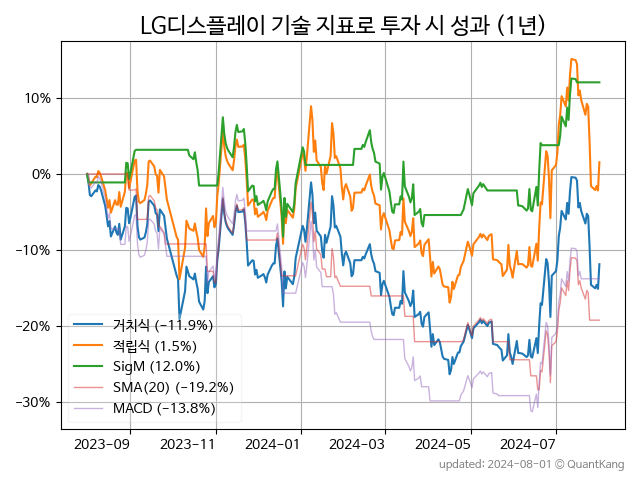 LG디스플레이 기술 지표로 투자 시 성과 (1년)
10%
0%
−10%
−20%
−30%
거치식 (−11.9%)
적립식 (1.5%)
SigM (12.0%)
SMA(20) (−19.2%)
MACD (−13.8%)
2023-09 2023-11 2024-01 2024-03 2024-05 2024-07
updated: 2024-08-01 © QuantKang